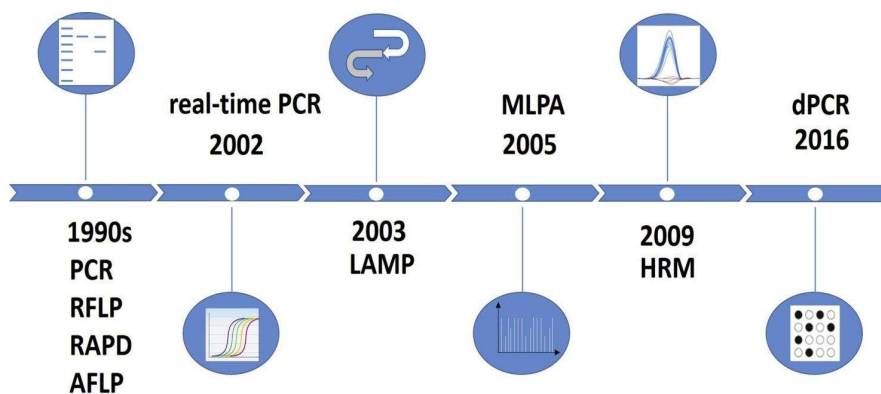 real-time PCR
2002
MLPA
2005
dPCR
2016
1990s
PCR
RFLP
RAPD
AFLP
2003
LAMP
2009
HRM